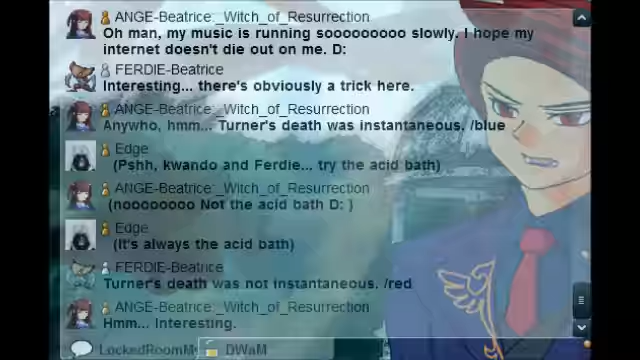 ANGE-Beatrice:_Witch_of_Resurrection
Oh man, my music is running sooooooooo slowly. I hope my
internet doesn't die out on me. D:
FERDIE-Beatrice
Interesting... there's obviously a trick here.
ANGE-Beatrice:_Witch_of_Resurrection
Anywho, hmm... Turner's death was instantaneous. /blue
Edge
(Pshh, kwando and Ferdie... try the acid bath)
ANGE-Beatrice:_Witch_of_Resurrection
(noooooooo Not the acid bath D: )
Edge
(It's always the acid bath)
FERDIE-Beatrice
Turner's death was not instantaneous. /red
ANGE-Beatrice:_Witch_of_Resurrection
Hmm... Interesting.
LockedRoomM
DWaM